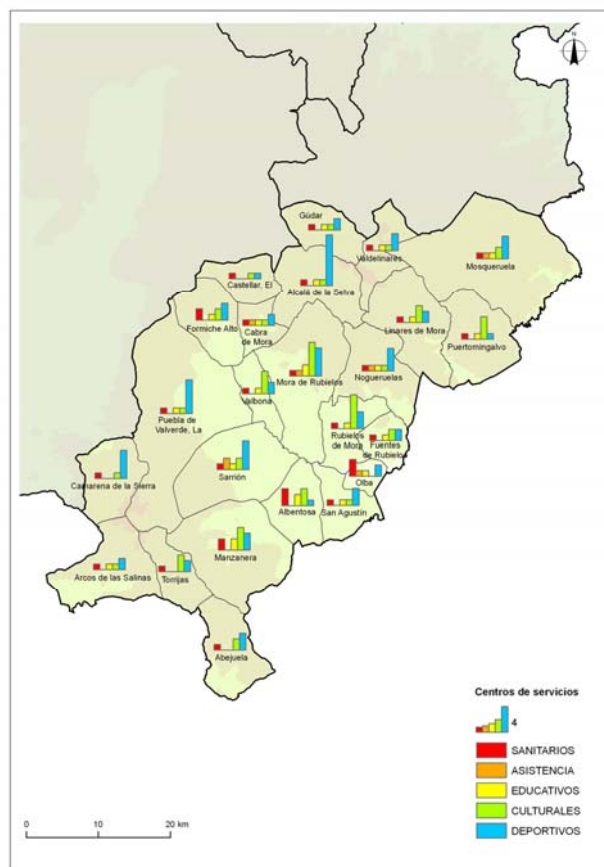 N
Gúdar
Valdelinares
Mosqueruela
Castellar, El
Alcalá de la Selva
Formiche Alto
Cabra
de Mora
Linares de Mora
Puertomingalvo
Mora de Rubielos
Nogueruelas
Valbona
Puebla de
Valverde, La
Rubielos
de Mora
Fuentes
de Rubielos
Camarena de la Sierra
Sarrión
Olba
Albentosa
San Agustín
Manzanera
Arcos de las Salinas
Torrijas
Abejuela
Centros de servicios
4
SANITARIOS
ASISTENCIA
EDUCATIVOS
CULTURALES
DEPORTIVOS
0 10 20 km